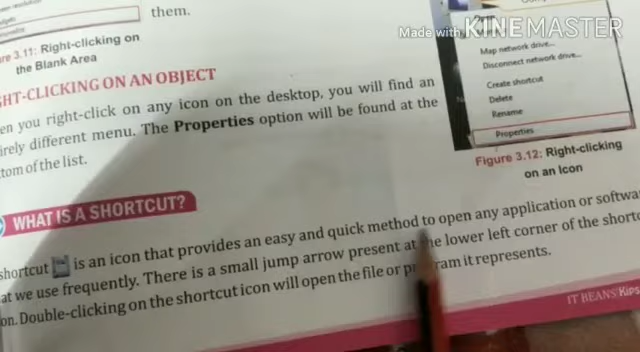 them.
Made with KINEMASTER
3.11: Right-clicking on
the Blank Area
Map network drive...
Disconnect network drive...
Create shortcut
Delete
Rename
Properties
Figure 3.12: Right-clicking
on an Icon
GHT-CLICKING ON AN OBJECT
en you right-click on any icon on the desktop, you will find an
irely different menu. The Properties option will be found at the
tom of the list.
WHAT IS A SHORTCUT?
shortcut is an icon that provides an easy and quick method to open any application or softwa
at we use frequently. There is a small jump arrow present at the lower left corner of the shortc
on. Double-clicking on the shortcut icon will open the file or program it represents.
IT BEANS Kips